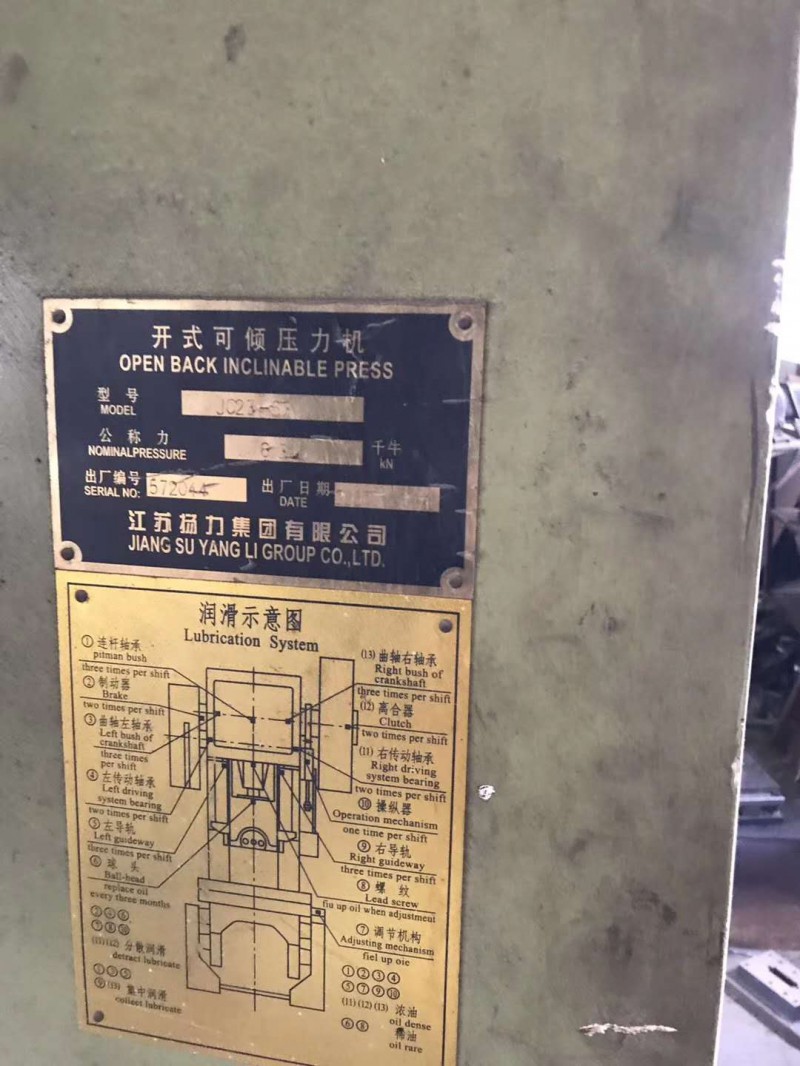 开式可倾压力机
OPEN BACK INCLINABLE PRESS
型号
MODEL
公称力
NOMINALPRESSURE
千牛
kN
出厂编号
SERIAL NO:
572044
出厂日期
DATE
江苏扬力集团有限公司
JIANG SU YANG LI GROUP CO.,LTD.
润滑示意图
Lubrication System
① 连杆轴承
pitman bush
three times per shift
② 制动器
Brake
two times per shift
③ 曲轴左轴承
Left bush of
crankshaft
three times
per shift
④ 左传动轴承
Left driving
system bearing
two times per shift
⑤ 左导轨
Left guideway
three times per shift
⑥ 球头
Ball-head
replace oil
every three months
⑦⑧⑩
(11) (12) 分散润滑
detract lubricate
⑨ (13) 集中润滑
collect lubricate
(13) 曲轴右轴承
Right bush of
crankshaft
three times per shift
(12) 离合器
Clutch
two times per shift
(11) 右传动轴承
Right driving
system bearing
two times per shift
⑩ 操纵器
Operation mechanism
one time per shift
⑨ 右导轨
Right guideway
three times per shift
⑧ 螺纹
Lead screw
fiu up oil when adjustment
⑦ 调节机构
Adjusting mechanism
fiel up oie
①②③④
⑤⑦⑨⑩
(11) (12) (13) 浓油
oil dense
⑥⑧ 稀油
oil rare